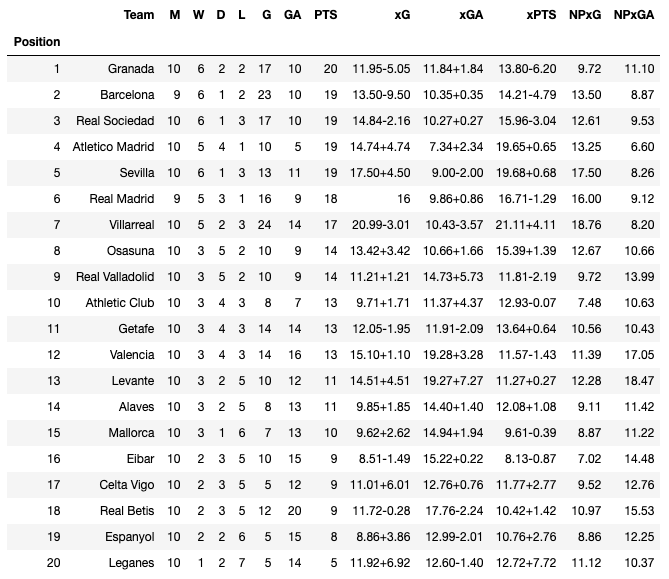 Team M W D L G GA PTS xG xGA xPTS NPxG NPxGA
Position
1 Granada 10 6 2 2 17 10 20 11.95-5.05 11.84+1.84 13.80-6.20 9.72 11.10
2 Barcelona 9 6 1 2 23 10 19 13.50-9.50 10.35+0.35 14.21-4.79 13.50 8.87
3 Real Sociedad 10 6 1 3 17 10 19 14.84-2.16 10.27+0.27 15.96-3.04 12.61 9.53
4 Atletico Madrid 10 5 4 1 10 5 19 14.74+4.74 7.34+2.34 19.65+0.65 13.25 6.60
5 Sevilla 10 6 1 3 13 11 19 17.50+4.50 9.00-2.00 19.68+0.68 17.50 8.26
6 Real Madrid 9 5 3 1 16 9 18 16 9.86+0.86 16.71-1.29 16.00 9.12
7 Villarreal 10 5 2 3 24 14 17 20.99-3.01 10.43-3.57 21.11+4.11 18.76 8.20
8 Osasuna 10 3 5 2 10 9 14 13.42+3.42 10.66+1.66 15.39+1.39 12.67 10.66
9 Real Valladolid 10 3 5 2 10 9 14 11.21+1.21 14.73+5.73 11.81-2.19 9.72 13.99
10 Athletic Club 10 3 4 3 8 7 13 9.71+1.71 11.37+4.37 12.93-0.07 7.48 10.63
11 Getafe 10 3 4 3 14 14 13 12.05-1.95 11.91-2.09 13.64+0.64 10.56 10.43
12 Valencia 10 3 4 3 14 16 13 15.10+1.10 19.28+3.28 11.57-1.43 11.39 17.05
13 Levante 10 3 2 5 10 12 11 14.51+4.51 19.27+7.27 11.27+0.27 12.28 18.47
14 Alaves 10 3 2 5 8 13 11 9.85+1.85 14.40+1.40 12.08+1.08 9.11 11.42
15 Mallorca 10 3 1 6 7 13 10 9.62+2.62 14.94+1.94 9.61-0.39 8.87 11.22
16 Eibar 10 2 3 5 10 15 9 8.51-1.49 15.22+0.22 8.13-0.87 7.02 14.48
17 Celta Vigo 10 2 3 5 5 12 9 11.01+6.01 12.76+0.76 11.77+2.77 9.52 12.76
18 Real Betis 10 2 3 5 12 20 9 11.72-0.28 17.76-2.24 10.42+1.42 10.97 15.53
19 Espanyol 10 2 2 6 5 15 8 8.86+3.86 12.99-2.01 10.76+2.76 8.86 12.25
20 Leganes 10 1 2 7 5 14 5 11.92+6.92 12.60-1.40 12.72+7.72 11.12 10.37